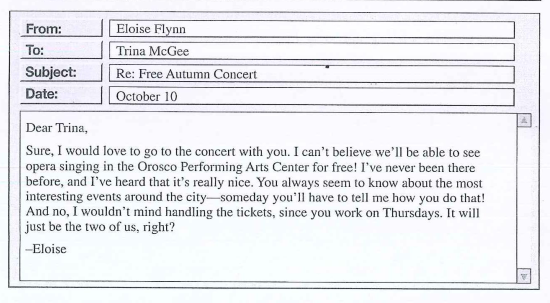 From: Eloise Flynn
To: Trina McGee
Subject: Re: Free Autumn Concert
Date: October 10
Dear Trina,
Sure, I would love to go to the concert with you. I can't believe we'll be able to see
opera singing in the Orosco Performing Arts Center for free! I've never been there
before, and I've heard that it's really nice. You always seem to know about the most
interesting events around the city—someday you'll have to tell me how you do that!
And no, I wouldn't mind handling the tickets, since you work on Thursdays. It will
just be the two of us, right?
–Eloise